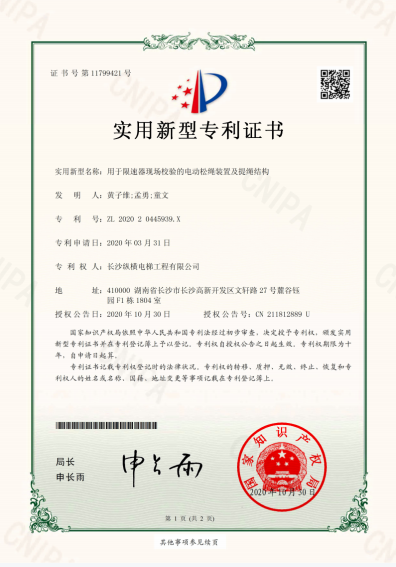 证书号第11799421号
实用新型专利证书
实用新型名称：用于限速器现场校验的电动松绳装置及提绳结构
发 明 人：黄子维;孟勇;童文
专 利 号：ZL 2020 2 0445939.X
专利申请日：2020年03月31日
专 利 权 人：长沙纵横电梯工程有限公司
地 址：410000 湖南省长沙市长沙高新开发区文轩路27号麓谷钰
园F1栋1804室
授权公告日：2020年10月30日 授权公告号：CN 211812889 U
国家知识产权局依照中华人民共和国专利法经过初步审查，决定授予专利权，颁发实用
新型专利证书并在专利登记簿上予以登记。专利权自授权公告之日起生效。专利权期限为十
年，自申请日起算。
专利证书记载专利权登记时的法律状况。专利权的转移、质押、无效、终止、恢复和专
利权人的姓名或名称、国籍、地址变更等事项记载在专利登记簿上。
局长
申长雨
申长雨
国家知识产权局
2020年10月30日
第 1 页 (共 2 页)
其他事项参见续页
CNIPA